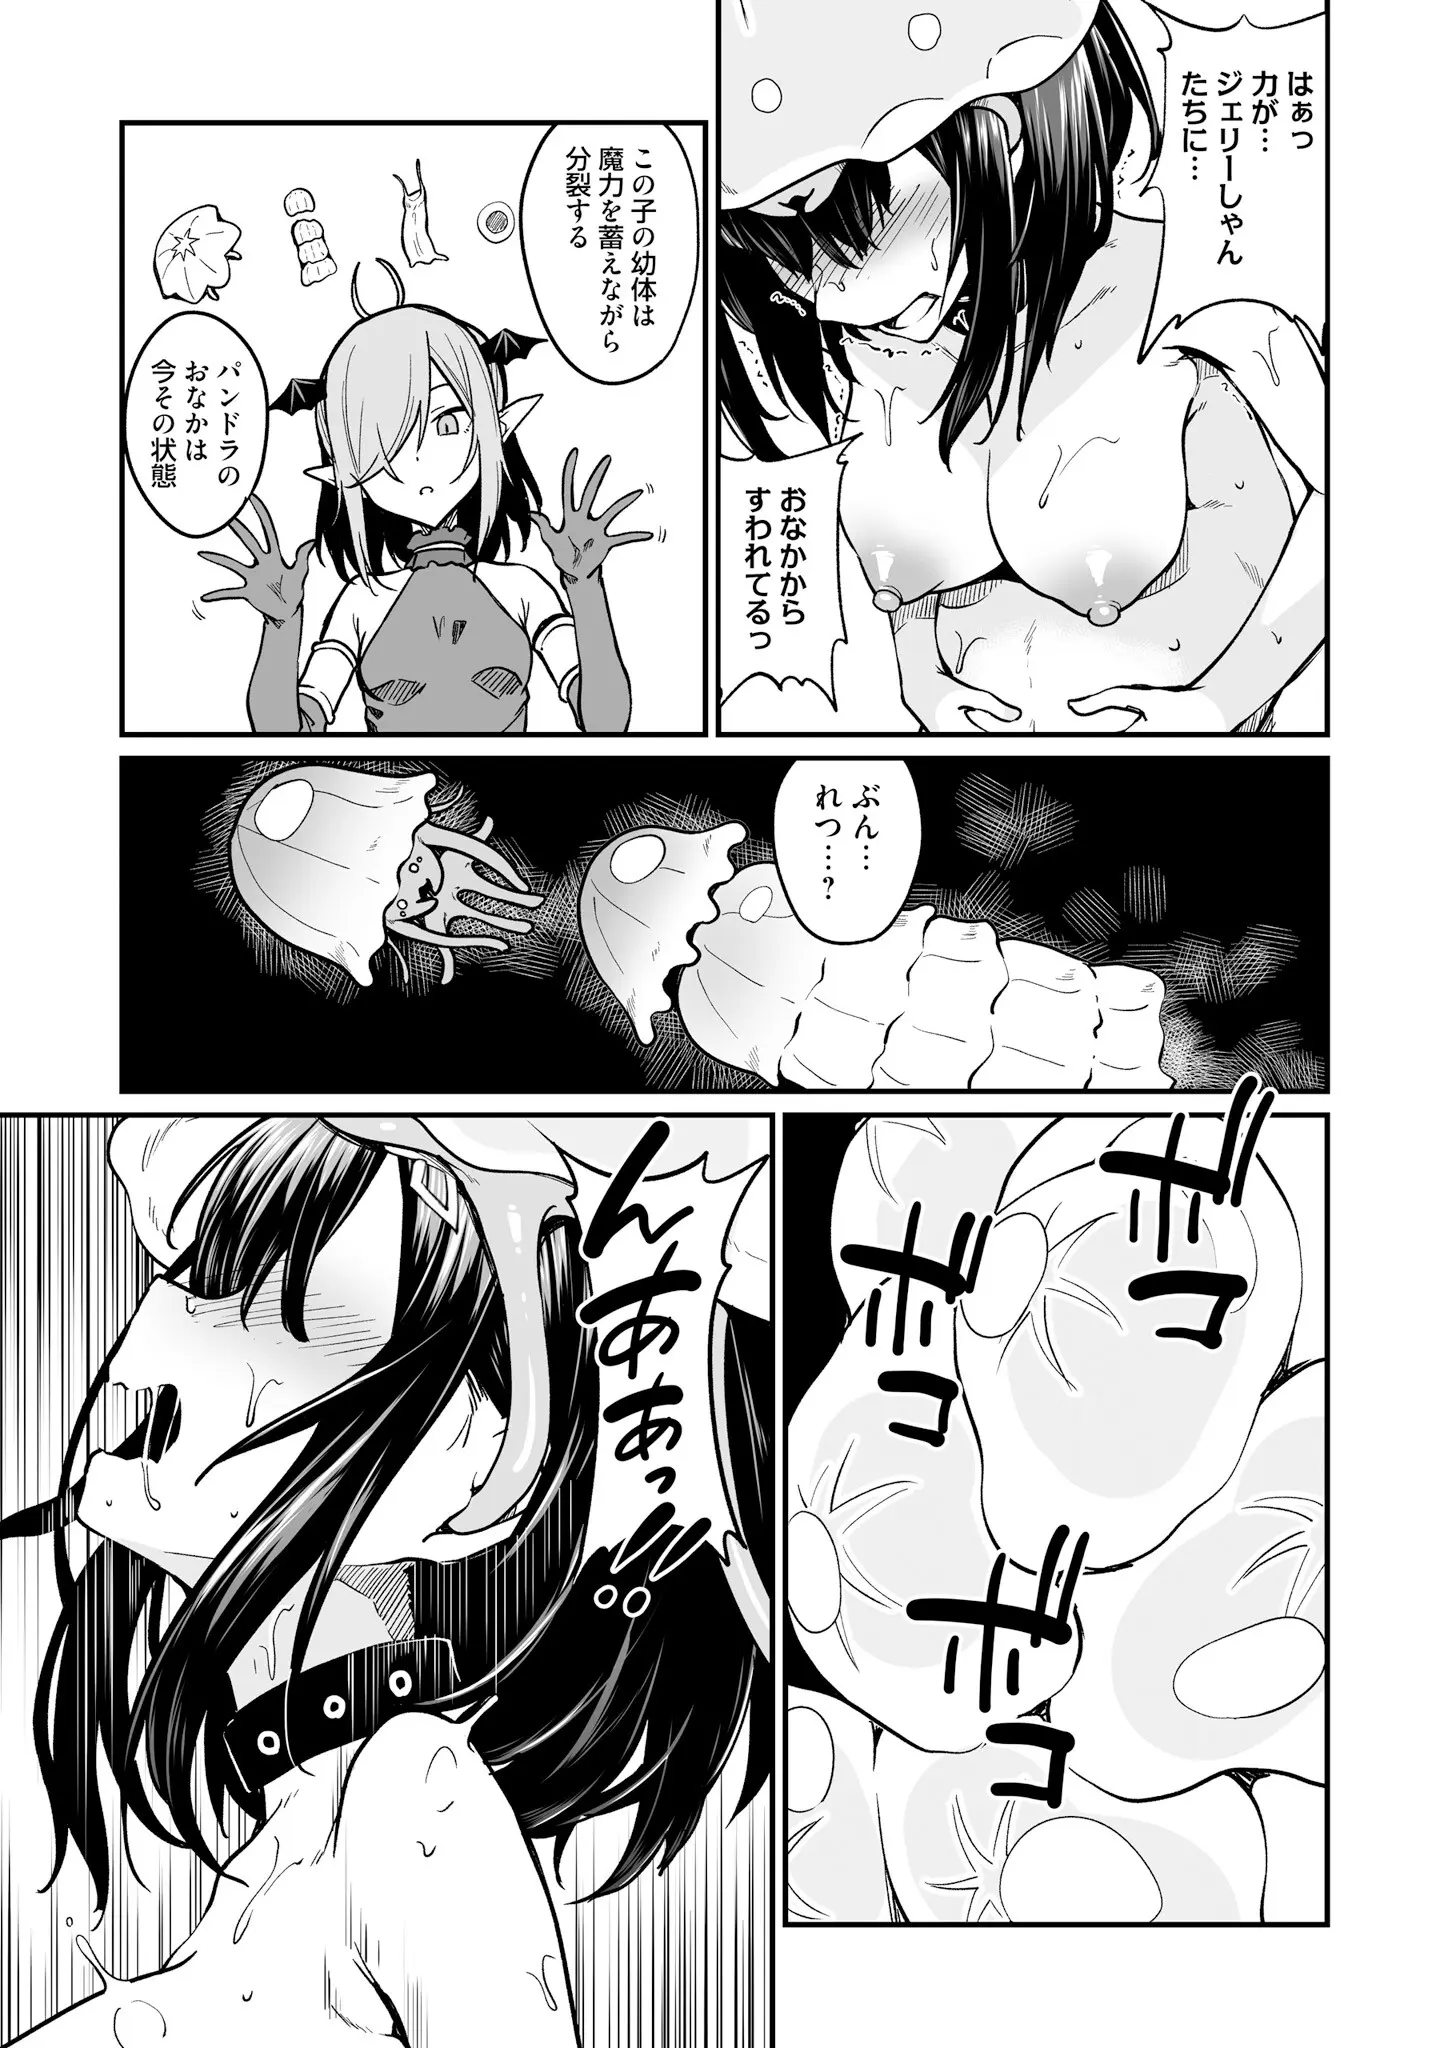 はぁっ
力が…
ジェリーしゃん
たちに…
おなかから
すわれてるっ
この子の幼体は
魔力を蓄えながら
分裂する
パンドラの
おなかは
今その状態
ぶん…
れつ…？
ボコ
ボコ
ボコ
んあああっ!!